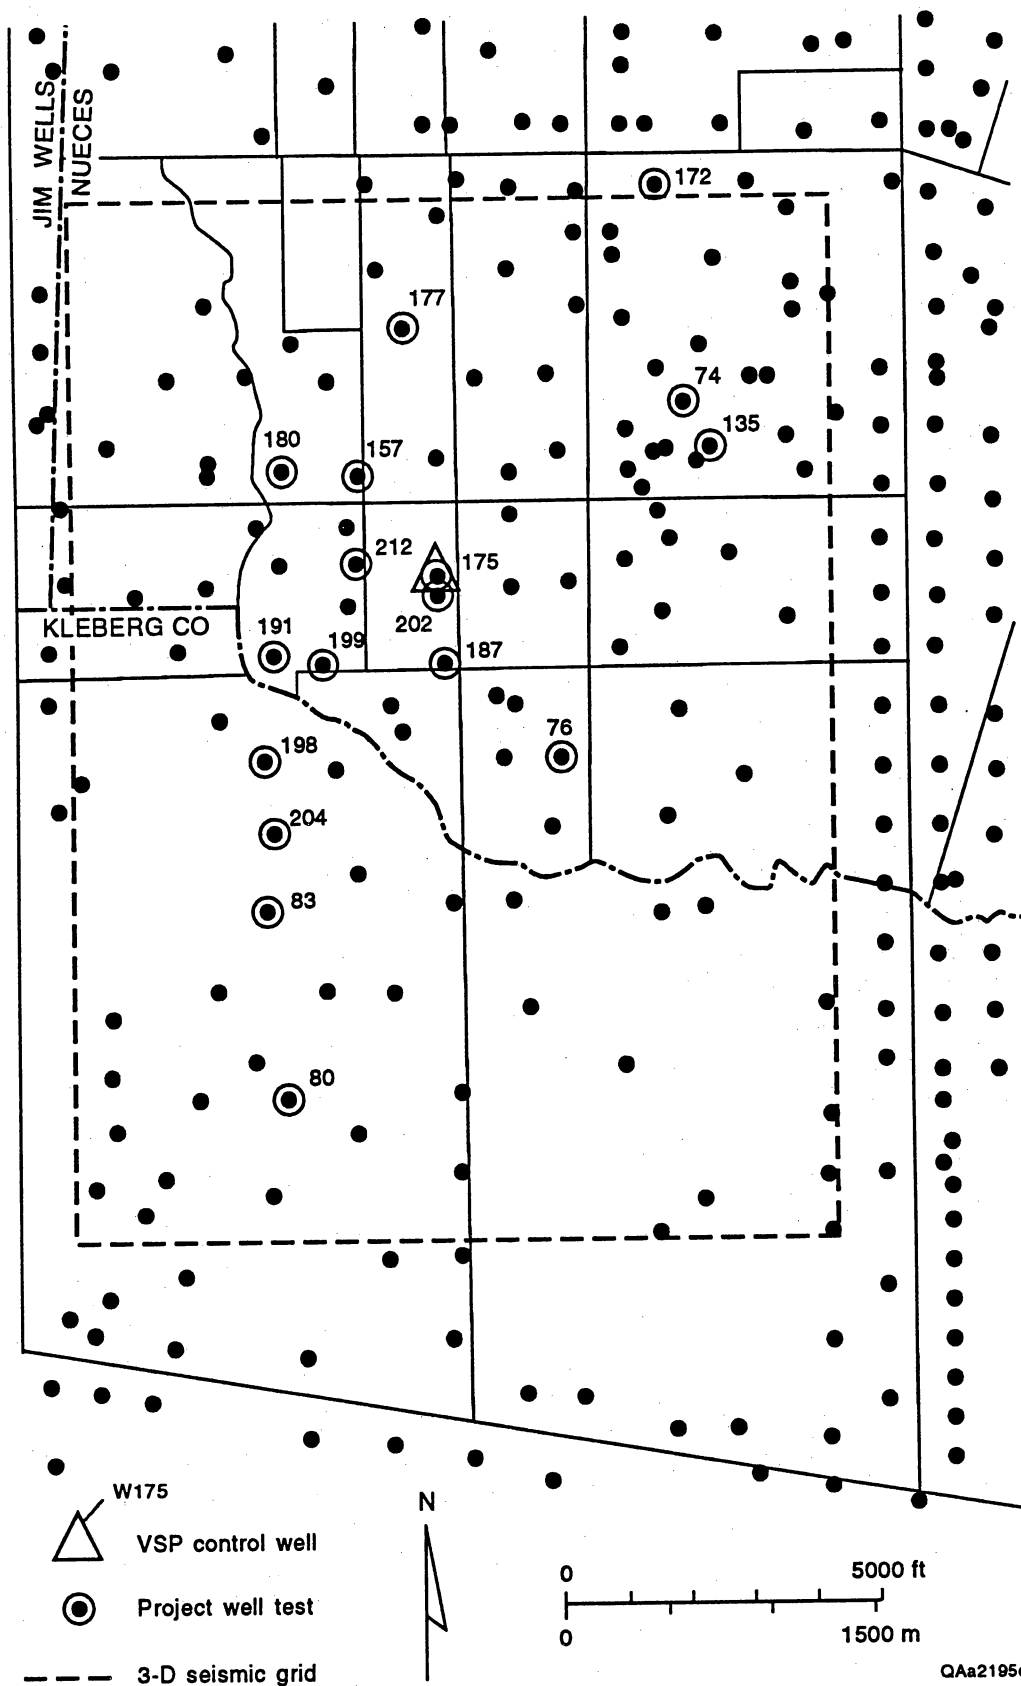 JIM WELLS
NUECES
172
177
74
135
180
157
212
175
202
KLEBERG CO
191
199
187
76
198
204
83
80
W175
VSP control well
Project well test
3-D seismic grid
N
0
5000 ft
0
1500 m
QAa2195c